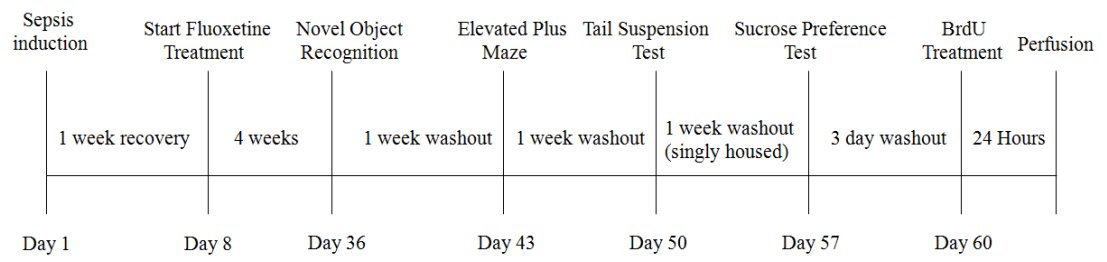 Sepsis
induction
Start Fluoxetine
Treatment
Novel Object
Recognition
Elevated Plus
Maze
Tail Suspension
Test
Sucrose Preference
Test
BrdU
Treatment
Perfusion
1 week recovery
4 weeks
1 week washout
1 week washout
1 week washout
(singly housed)
3 day washout
24 Hours
Day 1
Day 8
Day 36
Day 43
Day 50
Day 57
Day 60